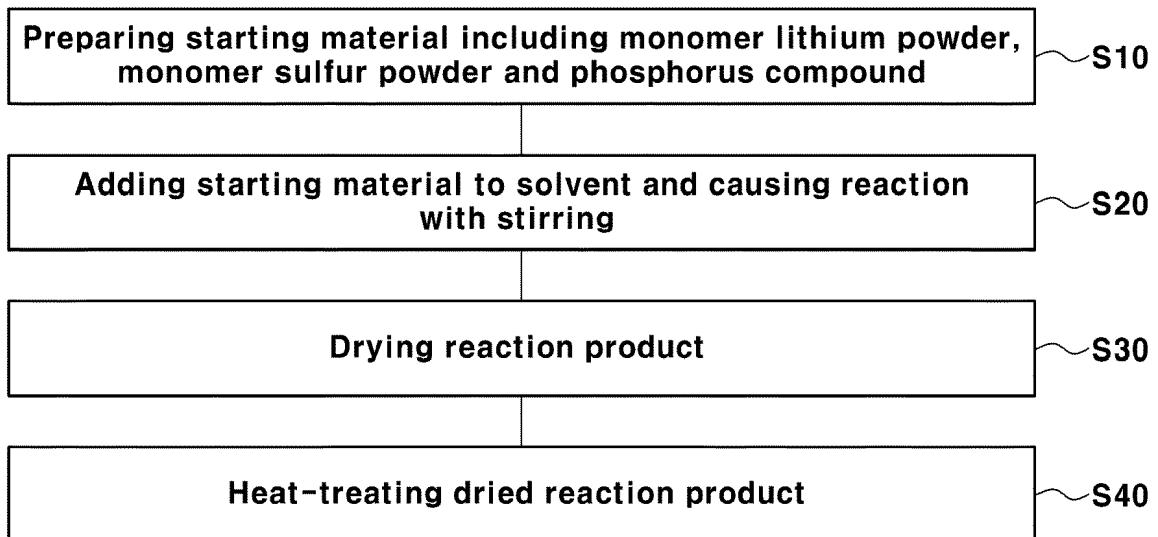 Preparing starting material including monomer lithium powder,
monomer sulfur powder and phosphorus compound
S10
Adding starting material to solvent and causing reaction
with stirring
S20
Drying reaction product
S30
Heat-treating dried reaction product
S40